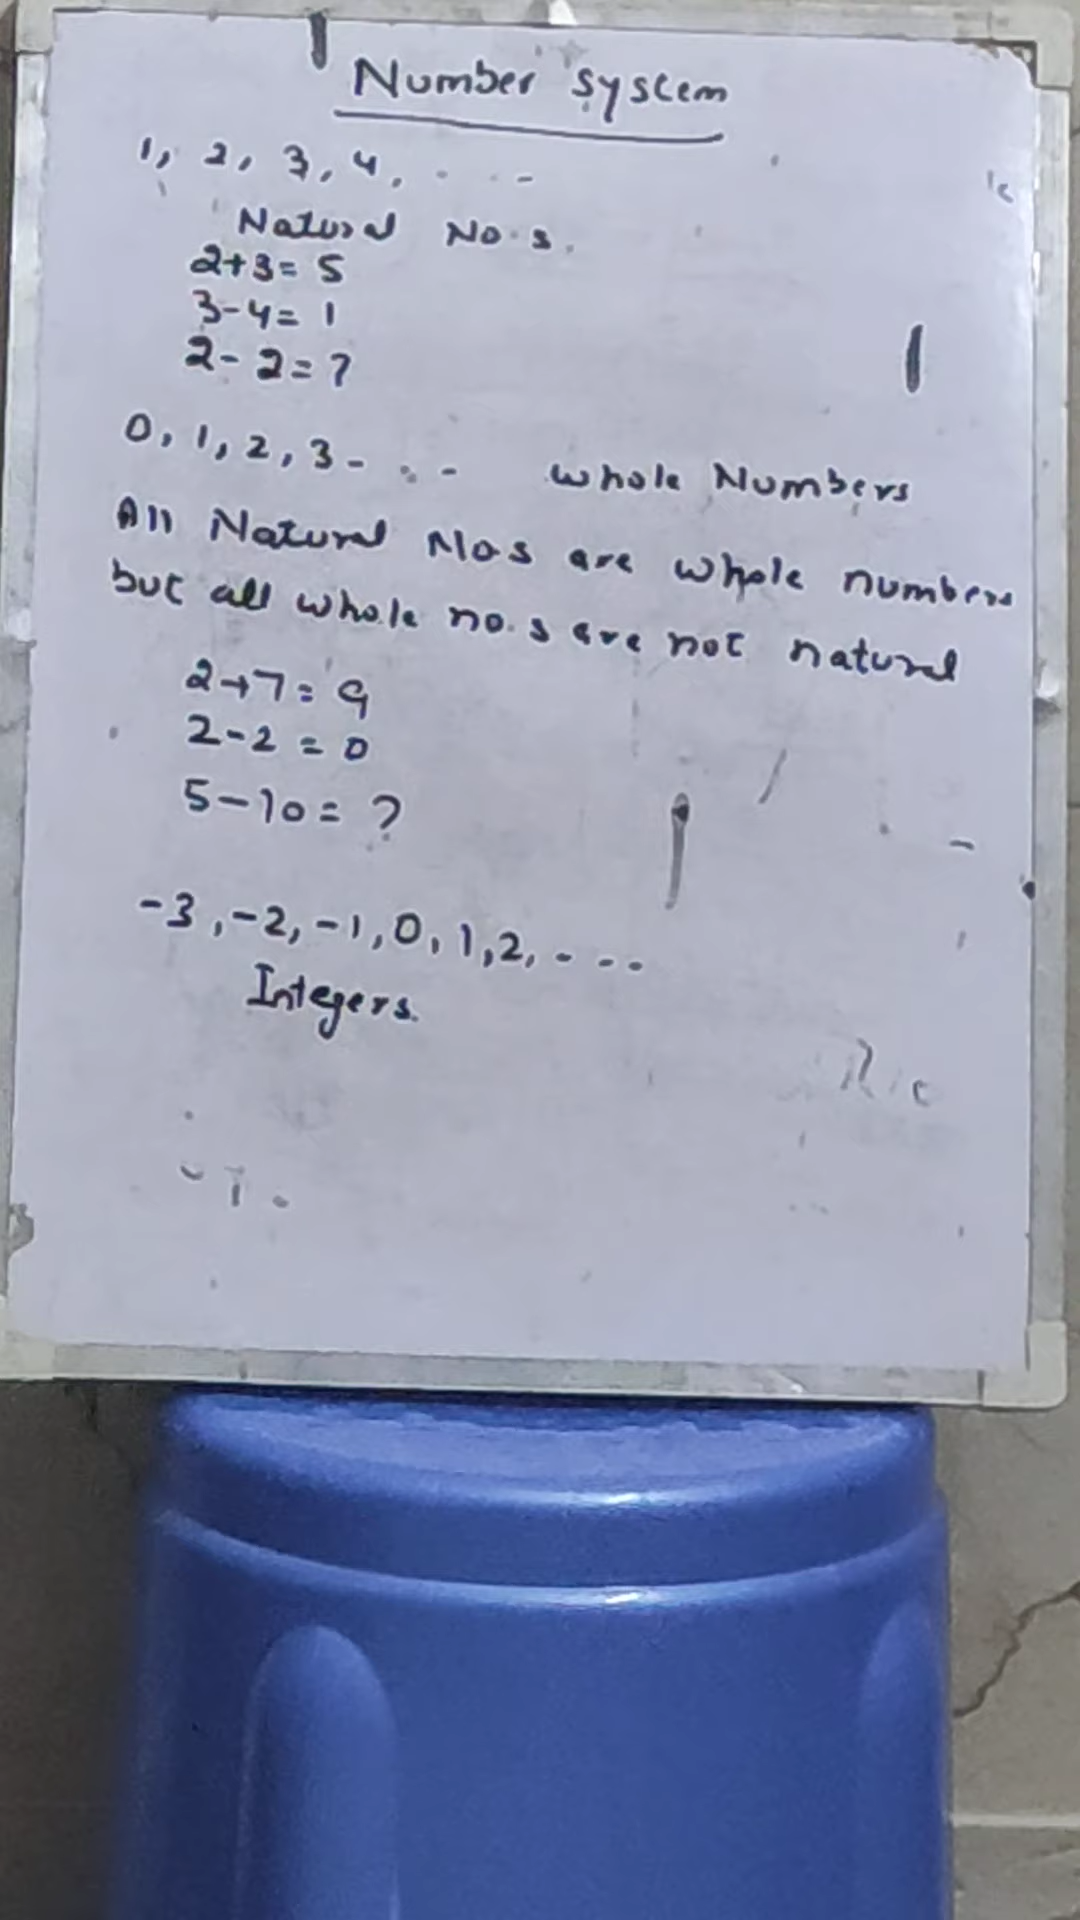 Number system
1, 2, 3, 4, . . . -
Natural No.s.
2+3= 5
3-4= 1
2-2=?
0, 1, 2, 3- . . - whole Numbers
All Natural Nos are whole numbers
but all whole no.s are not natural
2+7= 9
2-2 = 0
5-10= ?
-3, -2, -1, 0, 1, 2, - - - -
Integers.